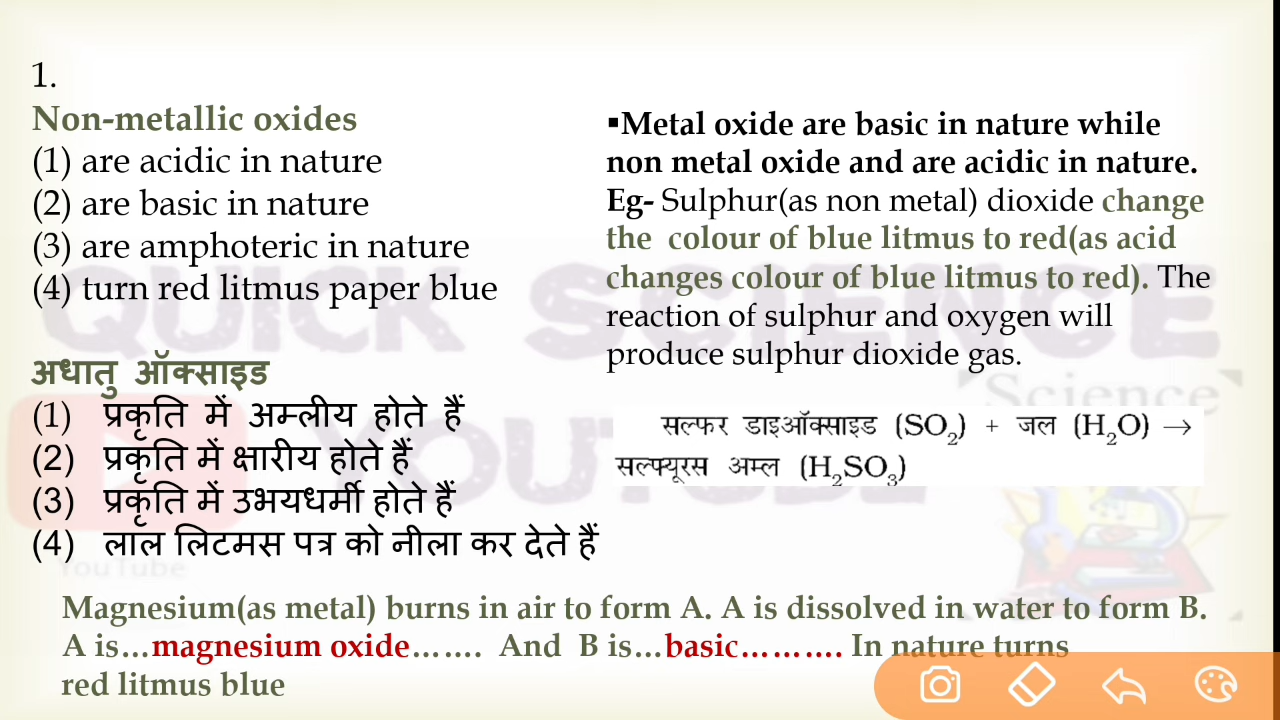 1.
Non-metallic oxides
(1) are acidic in nature
(2) are basic in nature
(3) are amphoteric in nature
(4) turn red litmus paper blue
अधातु ऑक्साइड
(1) प्रकृति में अम्लीय होते हैं
(2) प्रकृति में क्षारीय होते हैं
(3) प्रकृति में उभयधर्मी होते हैं
(4) लाल लिटमस पत्र को नीला कर देते हैं
▪Metal oxide are basic in nature while
non metal oxide and are acidic in nature.
Eg- Sulphur(as non metal) dioxide change
the colour of blue litmus to red(as acid
changes colour of blue litmus to red). The
reaction of sulphur and oxygen will
produce sulphur dioxide gas.
सल्फर डाइऑक्साइड (SO₂) + जल (H₂O) →
सल्फ्यूरस अम्ल (H₂SO₃)
Magnesium(as metal) burns in air to form A. A is dissolved in water to form B.
A is...magnesium oxide....... And B is...basic.......... In nature turns
red litmus blue
QUICK SCIENCE
YOUTUBE
Science
YouTube